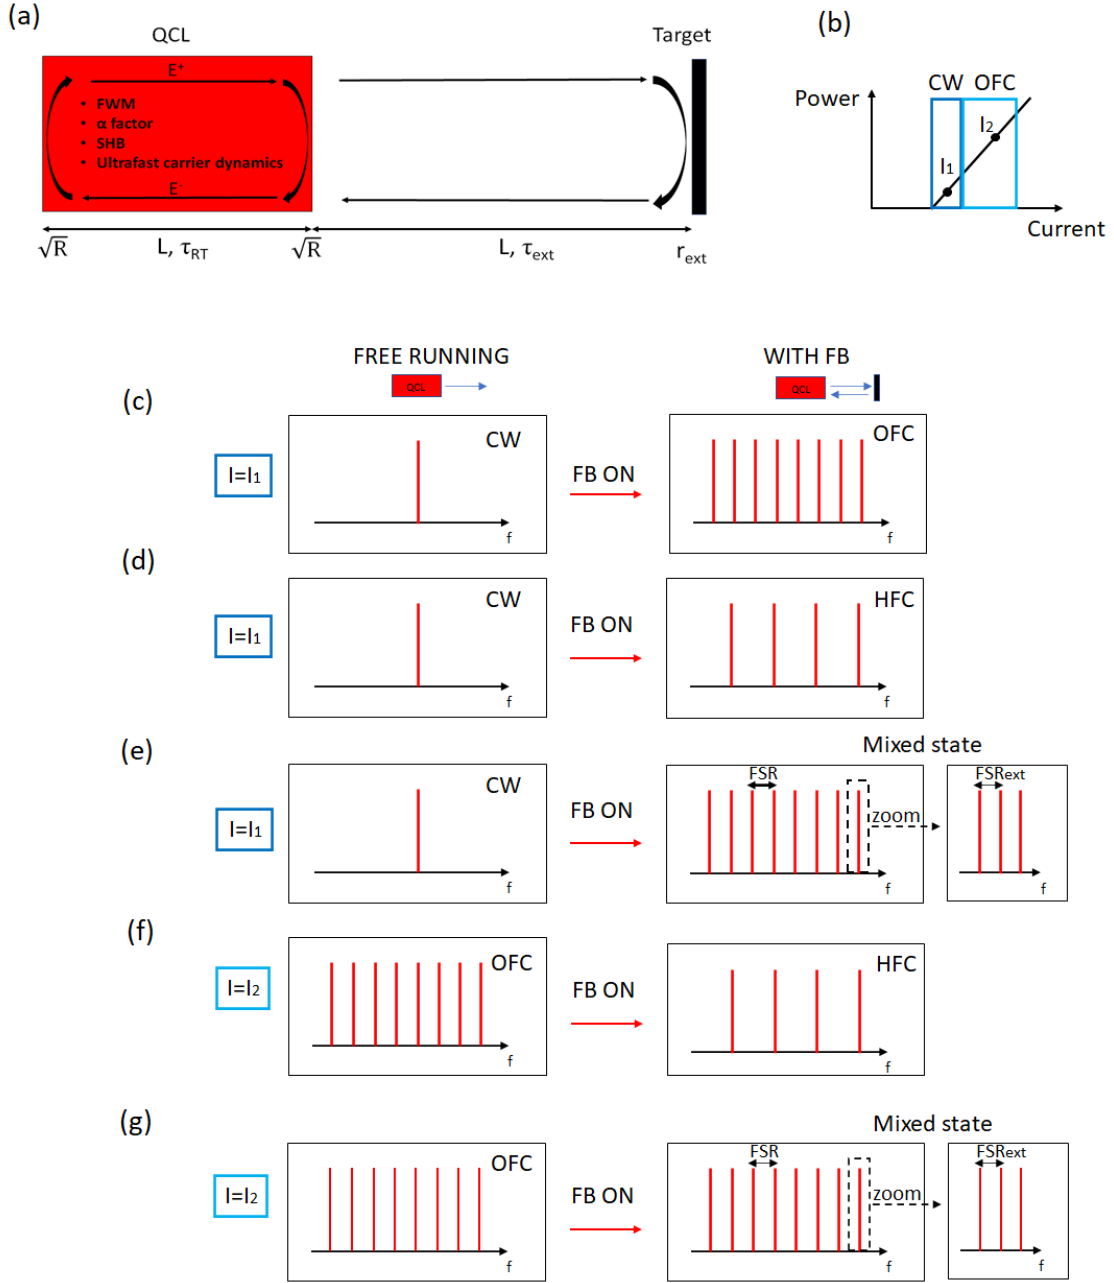 (a)
QCL
Target
E+
• FWM
• α factor
• SHB
• Ultrafast carrier dynamics
E-
√R
L, τRT
√R
L, τext
rext
(b)
CW OFC
Power
I2
I1
Current
FREE RUNNING
WITH FB
QCL
QCL
(c)
I=I1
CW
f
FB ON
OFC
f
(d)
I=I1
CW
f
FB ON
HFC
f
(e)
Mixed state
I=I1
CW
f
FB ON
FSR
zoom
f
FSRext
f
(f)
I=I2
OFC
f
FB ON
HFC
f
(g)
Mixed state
I=I2
OFC
f
FB ON
FSR
zoom
f
FSRext
f